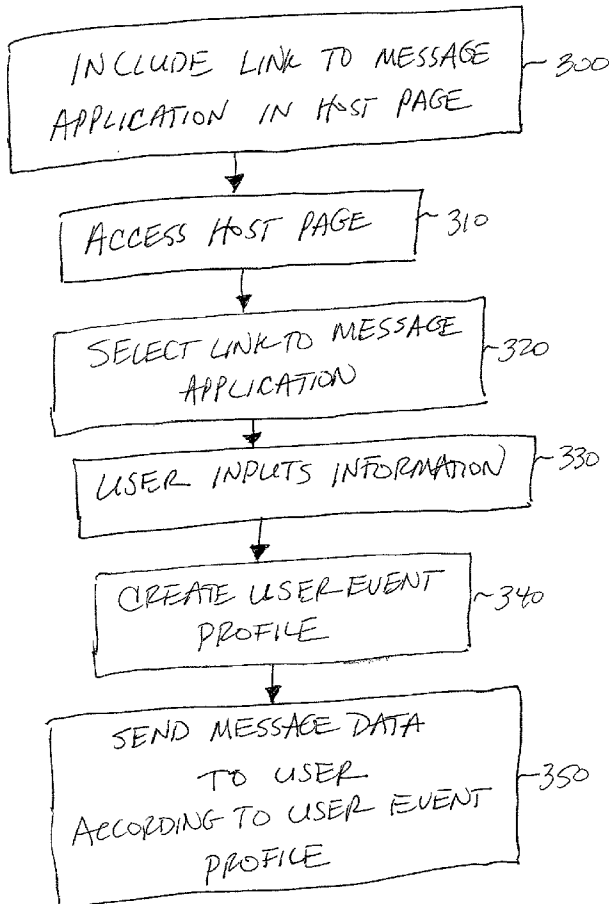 INCLUDE LINK TO MESSAGE
APPLICATION IN HOST PAGE
300
ACCESS HOST PAGE
310
SELECT LINK TO MESSAGE
APPLICATION
320
USER INPUTS INFORMATION
330
CREATE USER EVENT
PROFILE
340
SEND MESSAGE DATA
TO USER
ACCORDING TO USER EVENT
PROFILE
350